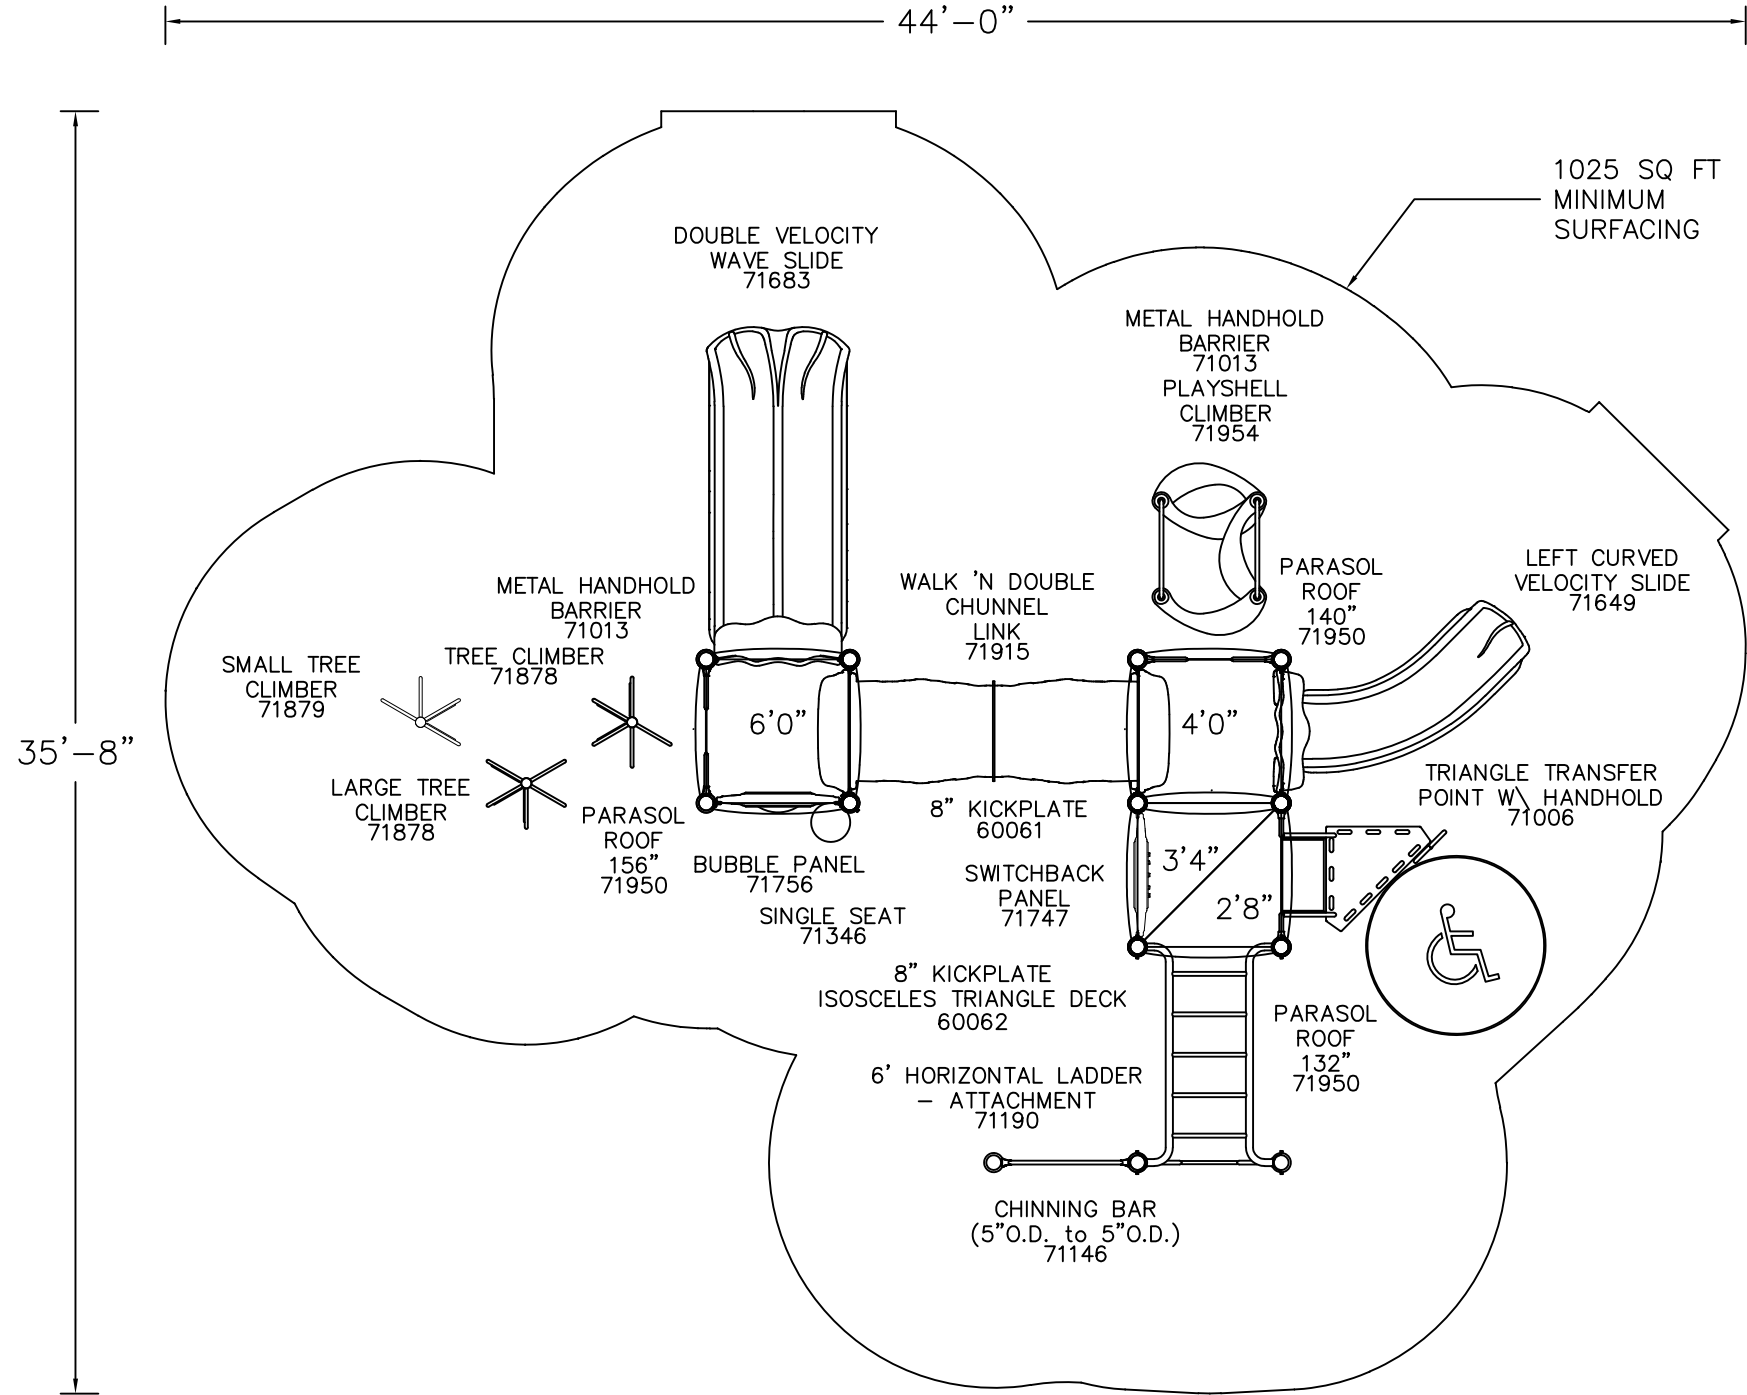 44'-0"
1025 SQ FT
MINIMUM
SURFACING
DOUBLE VELOCITY
WAVE SLIDE
71683
METAL HANDHOLD
BARRIER
71013
PLAYSHELL
CLIMBER
71954
LEFT CURVED
VELOCITY SLIDE
71649
PARASOL
ROOF
140"
71950
WALK 'N DOUBLE
CHUNNEL
LINK
71915
METAL HANDHOLD
BARRIER
71013
TREE CLIMBER
71878
SMALL TREE
CLIMBER
71879
6'0"
4'0"
35'-8"
LARGE TREE
CLIMBER
71878
PARASOL
ROOF
156"
71950
8" KICKPLATE
60061
TRIANGLE TRANSFER
POINT W\ HANDHOLD
71006
BUBBLE PANEL
71756
SINGLE SEAT
71346
SWITCHBACK
PANEL
71747
3'4"
2'8"
8" KICKPLATE
ISOSCELES TRIANGLE DECK
60062
PARASOL
ROOF
132"
71950
6' HORIZONTAL LADDER
- ATTACHMENT
71190
CHINNING BAR
(5"O.D. to 5"O.D.)
71146